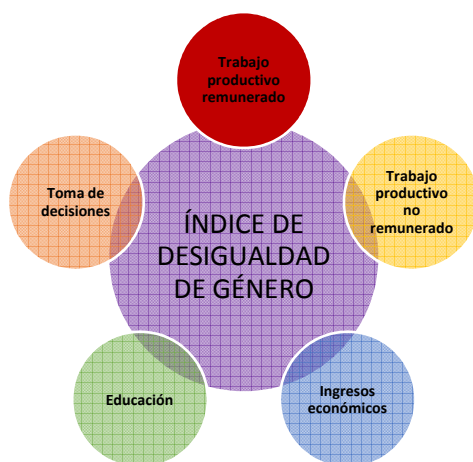 Trabajo
productivo
remunerado
Toma de
decisiones
Trabajo
productivo
no
remunerado
ÍNDICE DE
DESIGUALDAD
DE GÉNERO
Educación
Ingresos
económicos